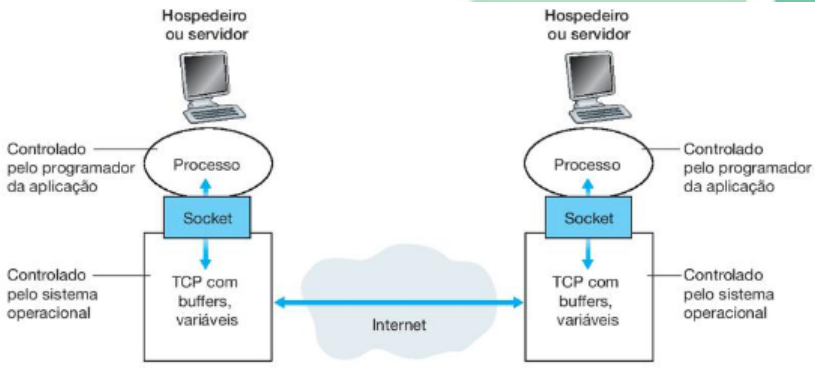 Hospedeiro
ou servidor
Hospedeiro
ou servidor
Controlado
pelo programador
da aplicação
Processo
Processo
Controlado
pelo programador
da aplicação
Socket
Socket
Controlado
pelo sistema
operacional
TCP com
buffers,
variáveis
Internet
TCP com
buffers,
variáveis
Controlado
pelo sistema
operacional